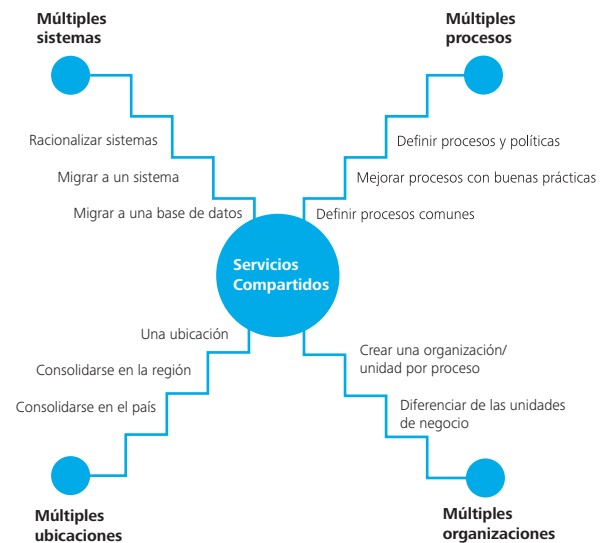 Múltiples
sistemas
Múltiples
procesos
Racionalizar sistemas
Migrar a un sistema
Migrar a una base de datos
Definir procesos y políticas
Mejorar procesos con buenas prácticas
Definir procesos comunes
Servicios
Compartidos
Una ubicación
Consolidarse en la región
Consolidarse en el país
Crear una organización/
unidad por proceso
Diferenciar de las unidades
de negocio
Múltiples
ubicaciones
Múltiples
organizaciones